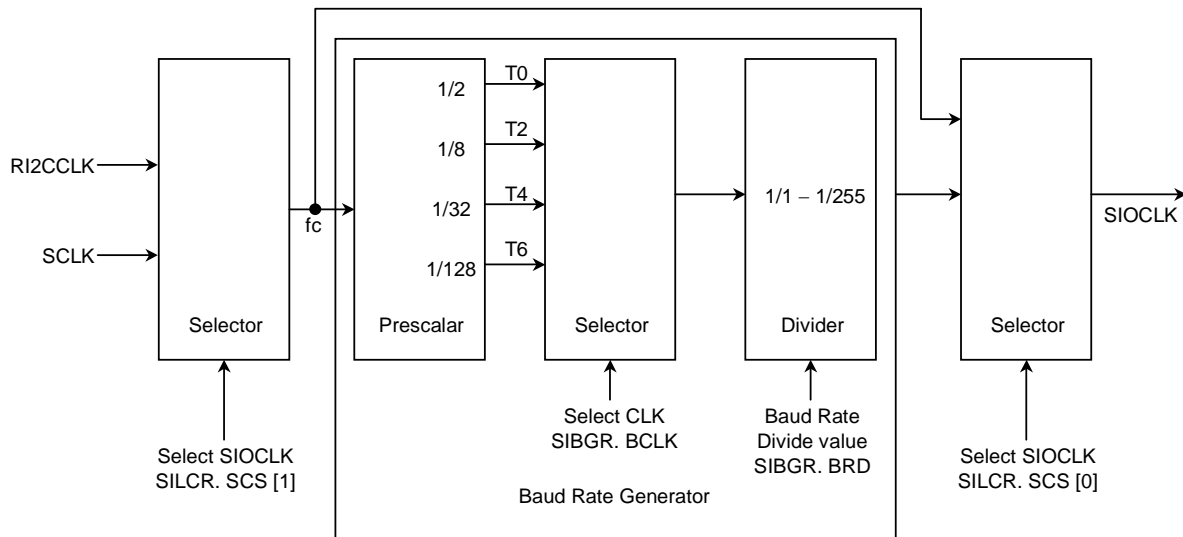 T0
1/2
T2
1/8
RI2CCLK
T4
1/32
1/1 – 1/255
fc
SIOCLK
SCLK
T6
1/128
Selector
Prescalar
Selector
Divider
Selector
Select SIOCLK
SILCR. SCS [1]
Select CLK
SIBGR. BCLK
Baud Rate
Divide value
SIBGR. BRD
Select SIOCLK
SILCR. SCS [0]
Baud Rate Generator